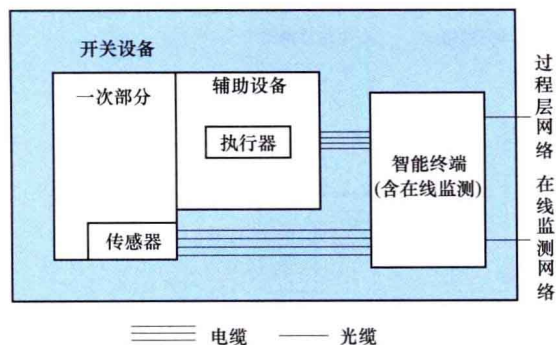 开关设备
一次部分
辅助设备
执行器
传感器
智能终端
(含在线监测)
过程层网络
在线监测网络
电缆
光缆